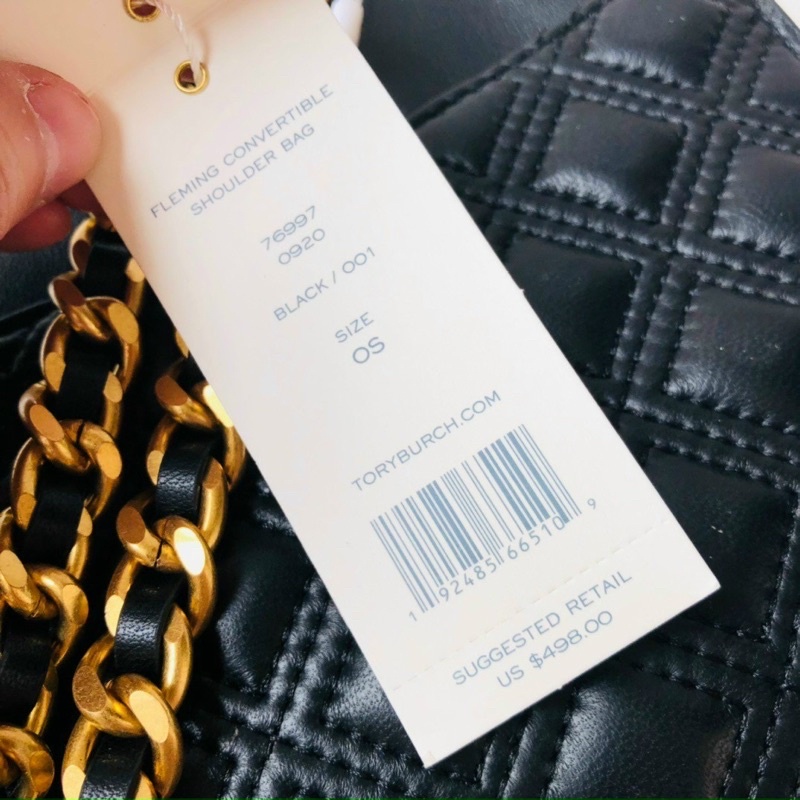 FLEMING CONVERTIBLE
SHOULDER BAG
76997
0920
BLACK / 001
SIZE
OS
TORYBURCH.COM
1 92485 66510 9
SUGGESTED RETAIL
US $498.00